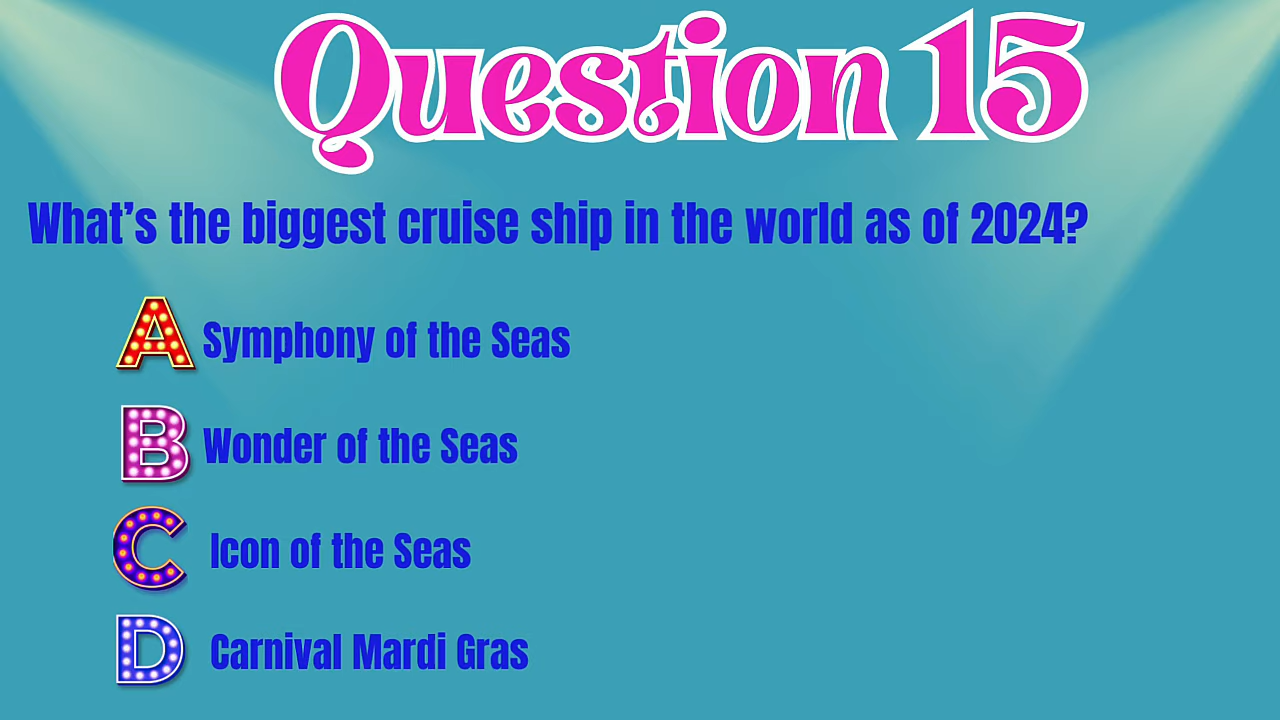 Question 15
What’s the biggest cruise ship in the world as of 2024?
A Symphony of the Seas
B Wonder of the Seas
C Icon of the Seas
D Carnival Mardi Gras